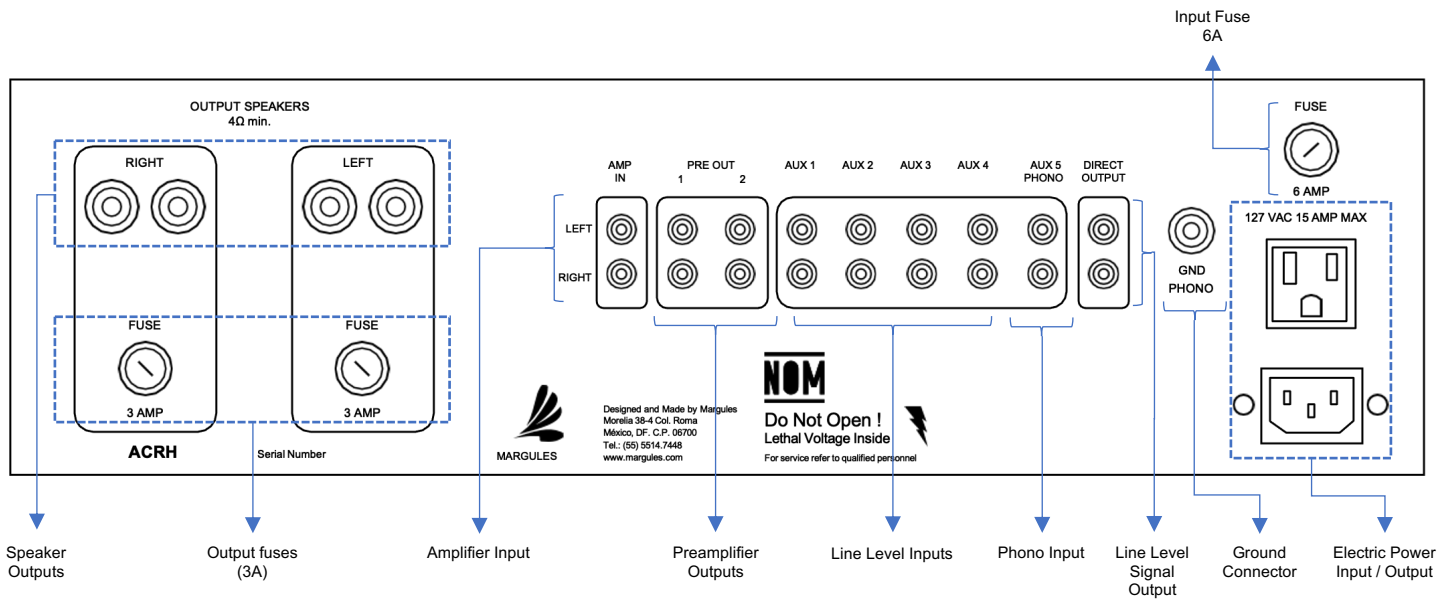 Input Fuse
6A
OUTPUT SPEAKERS
4Ω min.
RIGHT
LEFT
FUSE
3 AMP
FUSE
3 AMP
ACRH
Serial Number
AMP
IN
PRE OUT
1
2
AUX 1
AUX 2
AUX 3
AUX 4
AUX 5
PHONO
DIRECT
OUTPUT
LEFT
RIGHT
GND
PHONO
FUSE
6 AMP
127 VAC 15 AMP MAX
MARGULES
Designed and Made by Margules
Morelia 38-4 Col. Roma
México, DF. C.P. 06700
Tel.: (55) 5514.7448
www.margules.com
NOM
Do Not Open !
Lethal Voltage Inside
For service refer to qualified personnel
Speaker
Outputs
Output fuses
(3A)
Amplifier Input
Preamplifier
Outputs
Line Level Inputs
Phono Input
Line Level
Signal
Output
Ground
Connector
Electric Power
Input / Output